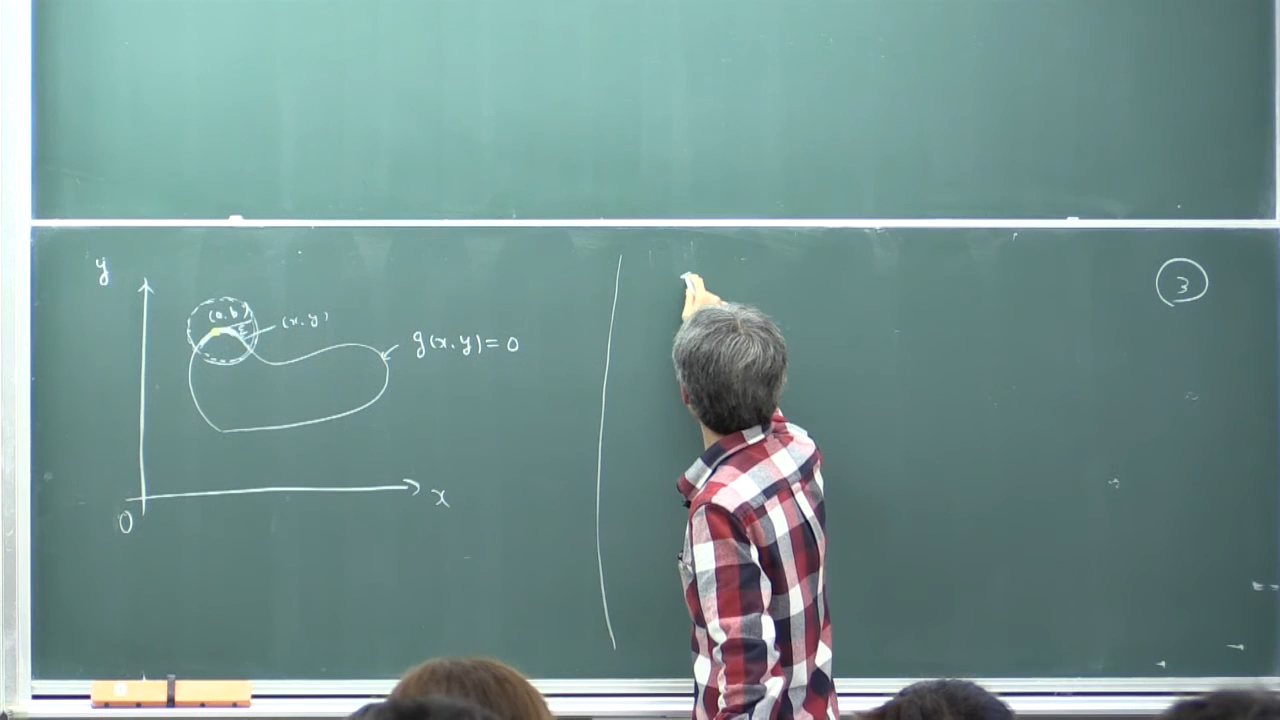 y
(a, b)
ε
(x, y)
g(x, y) = 0
x
0
3